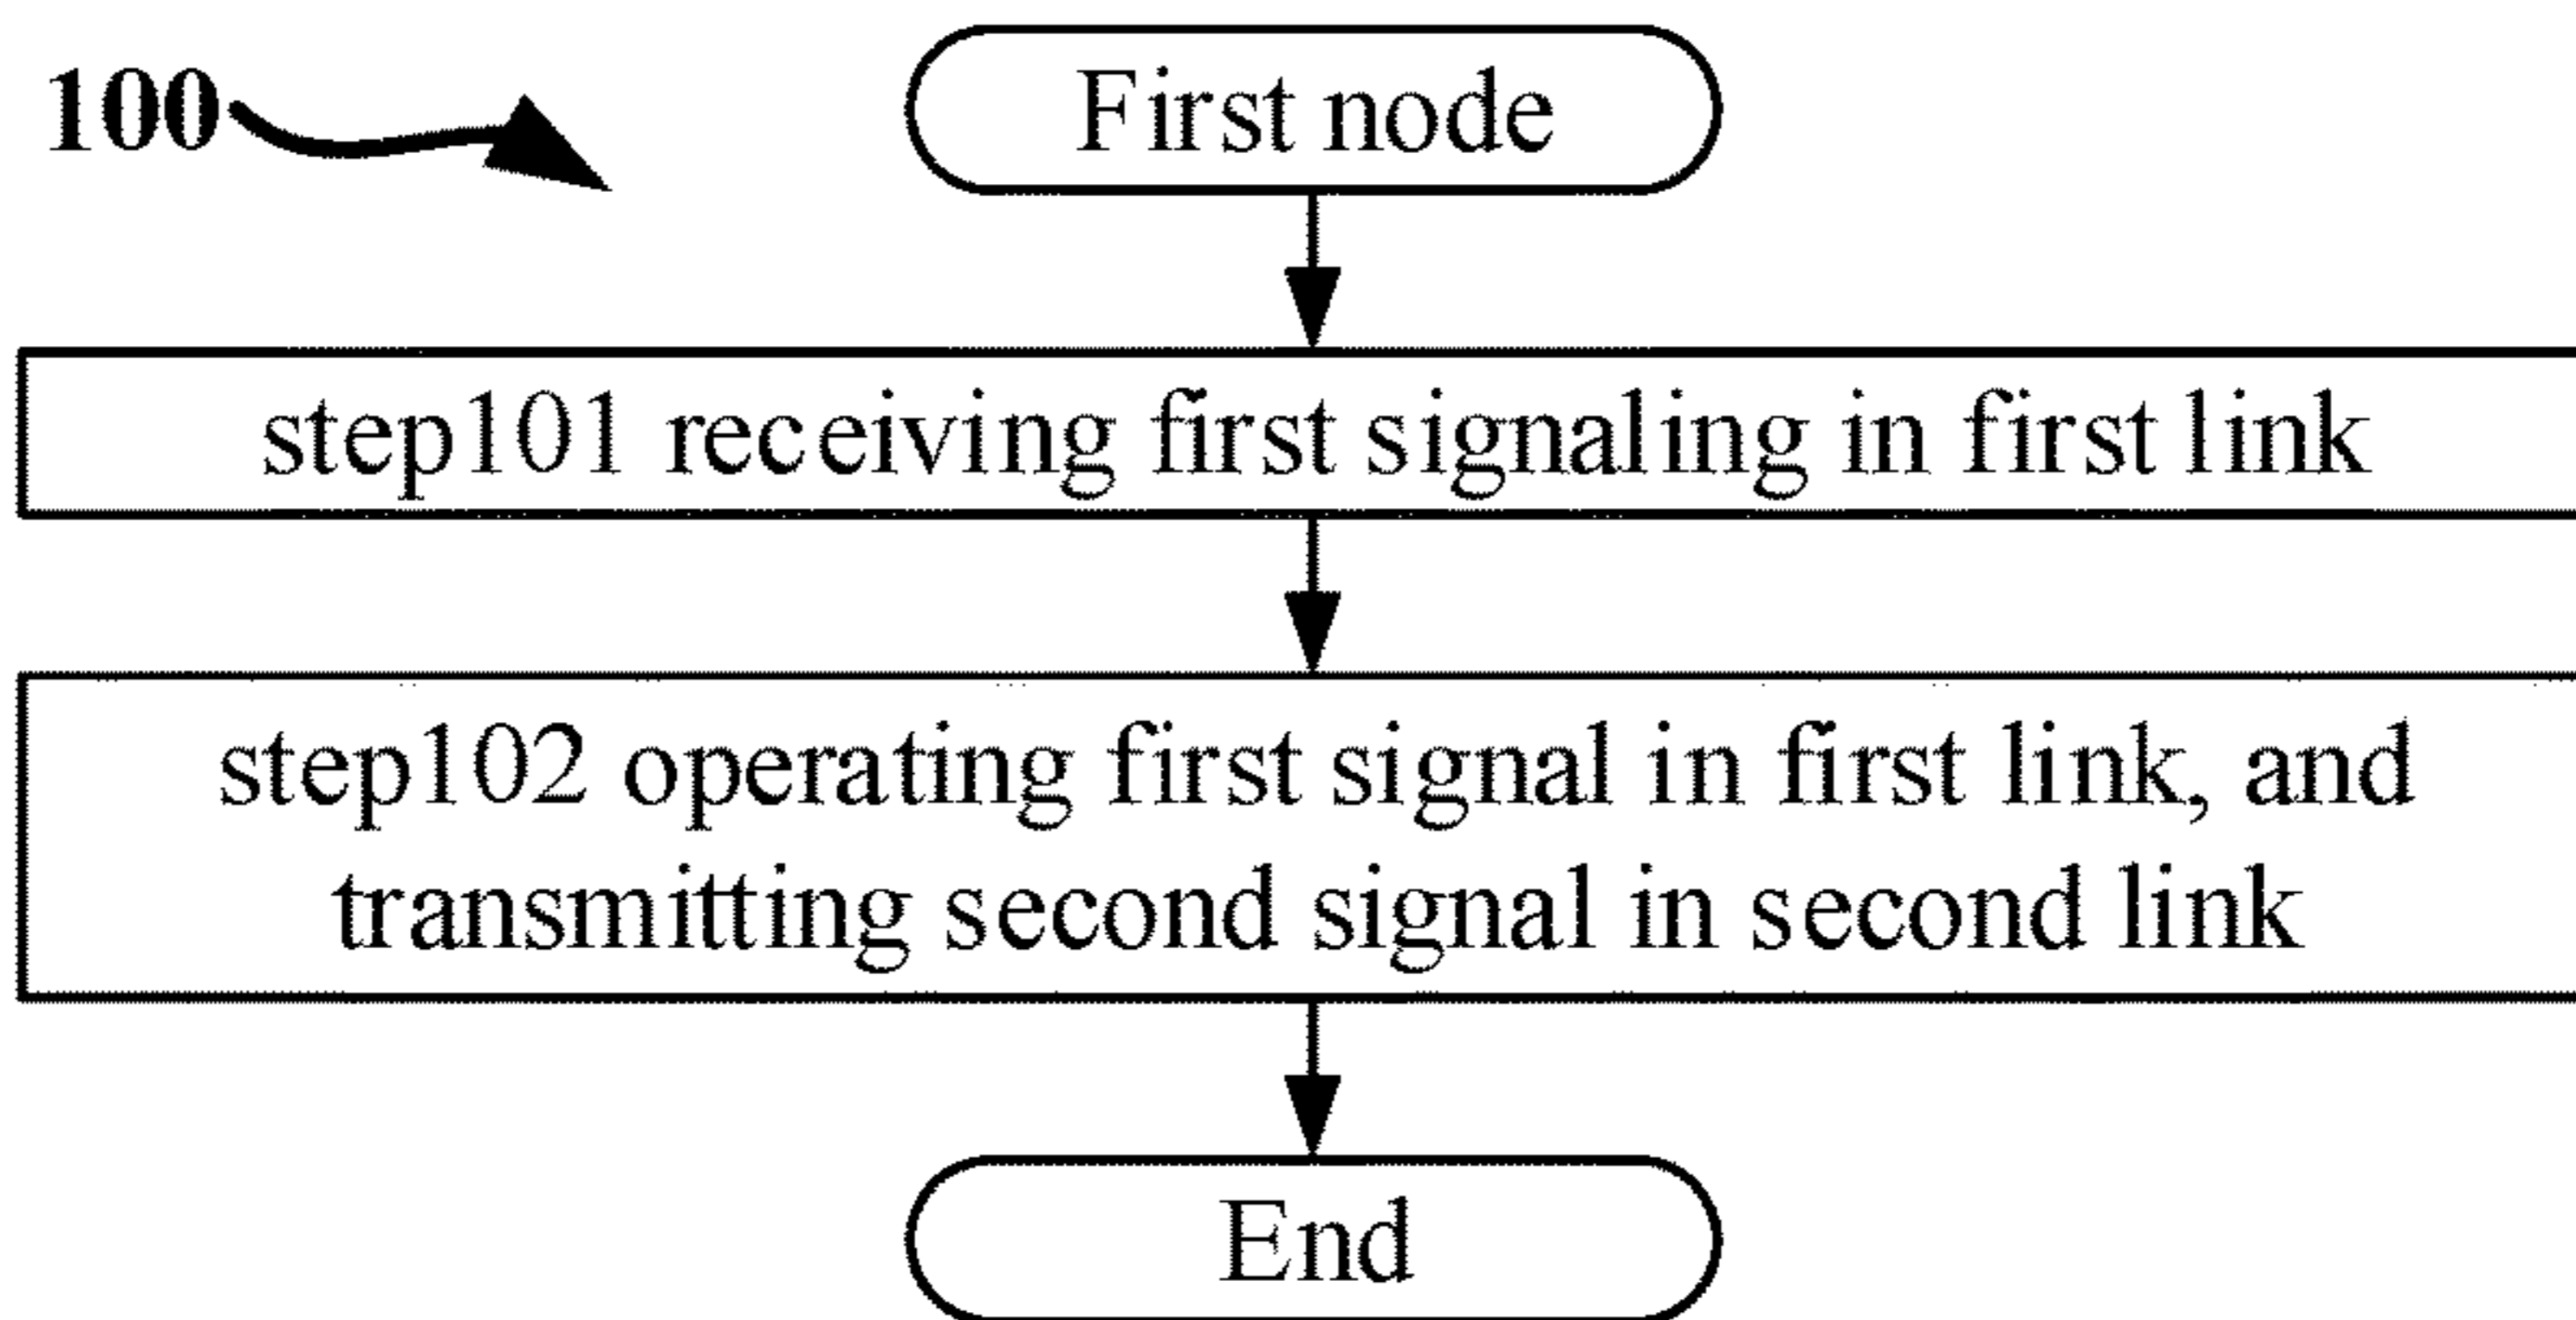 100
First node
step101 receiving first signaling in first link
step102 operating first signal in first link, and
transmitting second signal in second link
End